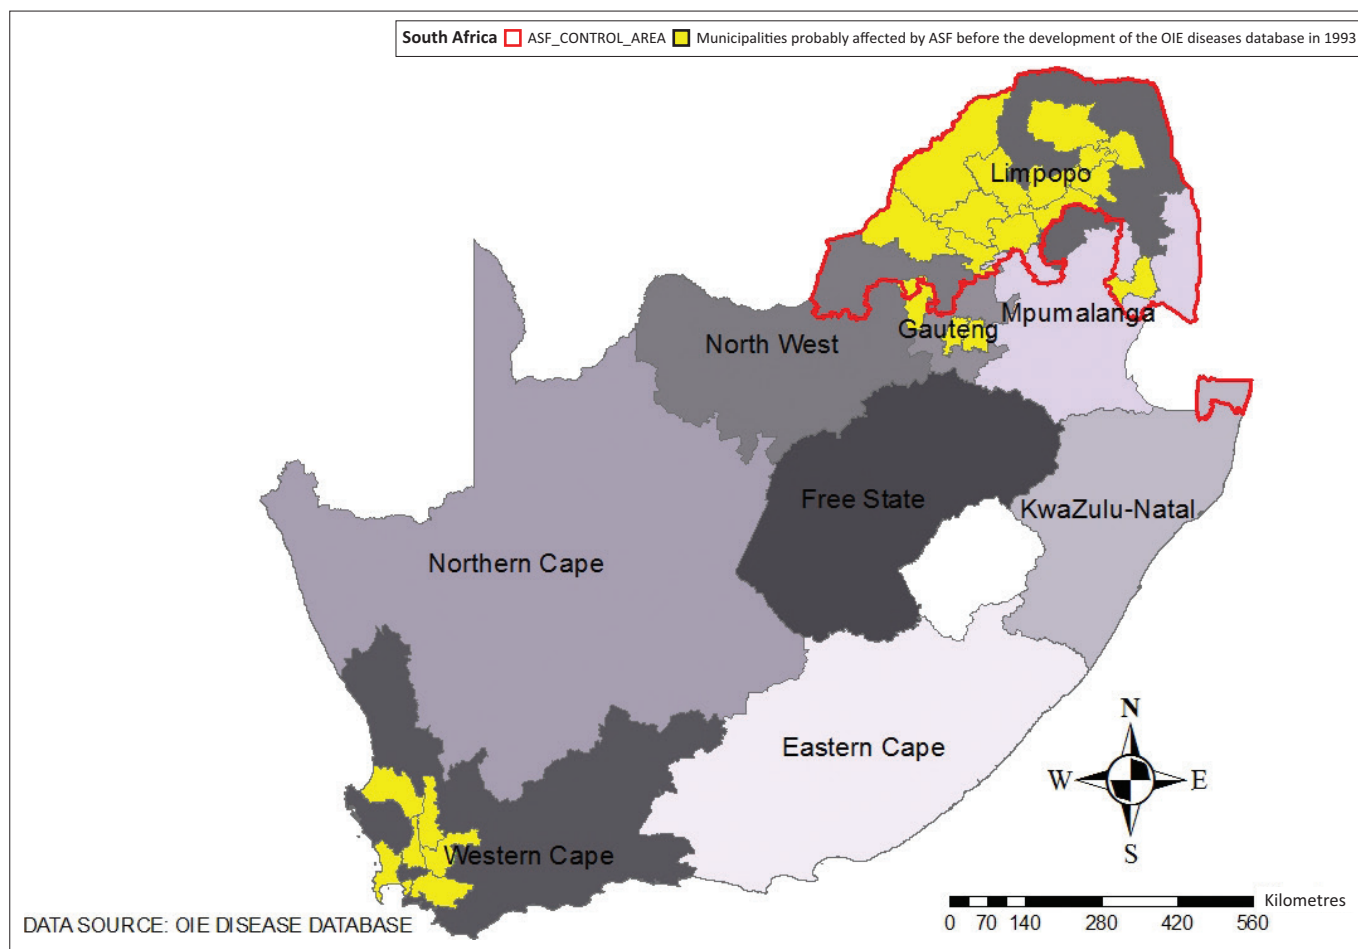 South Africa ASF_CONTROL_AREA Municipalities probably affected by ASF before the development of the OIE diseases database in 1993
Limpopo
Mpumalanga
Gauteng
North West
Free State
KwaZulu-Natal
Northern Cape
Eastern Cape
Western Cape
N
W E
S
Kilometres
0 70 140 280 420 560
DATA SOURCE: OIE DISEASE DATABASE